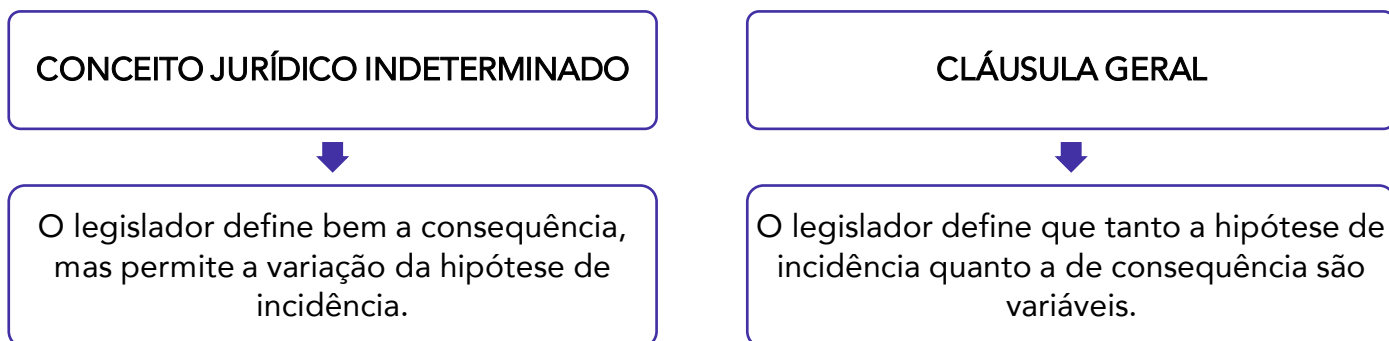 CONCEITO JURÍDICO INDETERMINADO
O legislador define bem a consequência,
mas permite a variação da hipótese de
incidência.
CLÁUSULA GERAL
O legislador define que tanto a hipótese de
incidência quanto a de consequência são
variáveis.